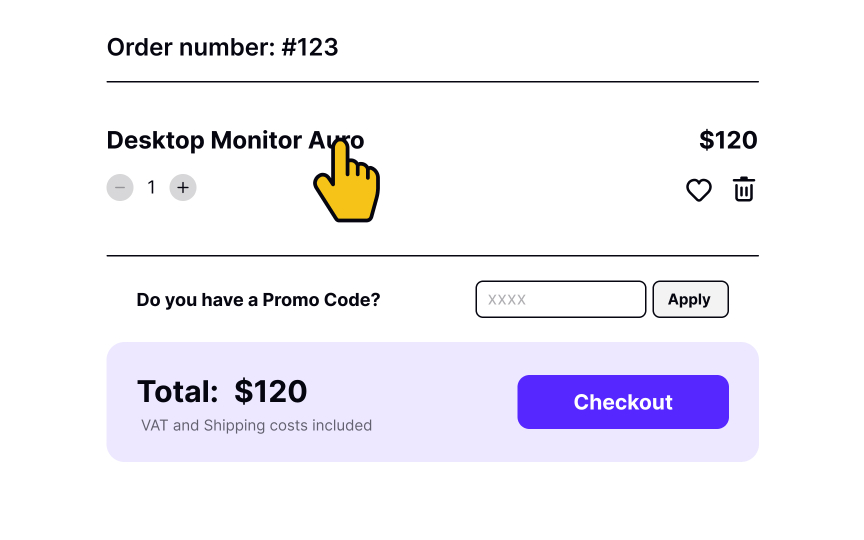 Order number: #123
Desktop Monitor Auro $120
− 1 +
Do you have a Promo Code? XXXX Apply
Total: $120
VAT and Shipping costs included
Checkout